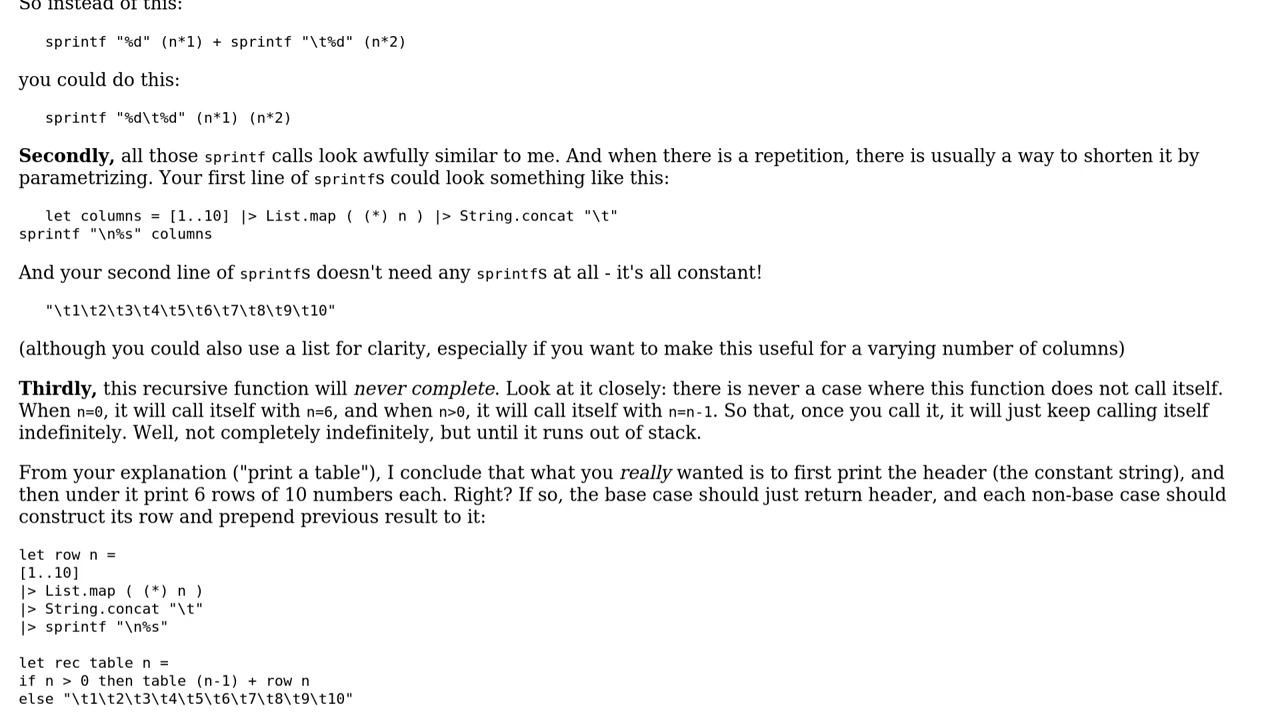 So instead of this:
sprintf "%d" (n*1) + sprintf "\t%d" (n*2)
you could do this:
sprintf "%d\t%d" (n*1) (n*2)
Secondly, all those sprintf calls look awfully similar to me. And when there is a repetition, there is usually a way to shorten it by
parametrizing. Your first line of sprintfs could look something like this:
let columns = [1..10] |> List.map ( (*) n ) |> String.concat "\t"
sprintf "\n%s" columns
And your second line of sprintfs doesn't need any sprintfs at all - it's all constant!
"\t1\t2\t3\t4\t5\t6\t7\t8\t9\t10"
(although you could also use a list for clarity, especially if you want to make this useful for a varying number of columns)
Thirdly, this recursive function will never complete. Look at it closely: there is never a case where this function does not call itself.
When n=0, it will call itself with n=6, and when n>0, it will call itself with n=n-1. So that, once you call it, it will just keep calling itself
indefinitely. Well, not completely indefinitely, but until it runs out of stack.
From your explanation ("print a table"), I conclude that what you really wanted is to first print the header (the constant string), and
then under it print 6 rows of 10 numbers each. Right? If so, the base case should just return header, and each non-base case should
construct its row and prepend previous result to it:
let row n =
[1..10]
|> List.map ( (*) n )
|> String.concat "\t"
|> sprintf "\n%s"
let rec table n =
if n > 0 then table (n-1) + row n
else "\t1\t2\t3\t4\t5\t6\t7\t8\t9\t10"